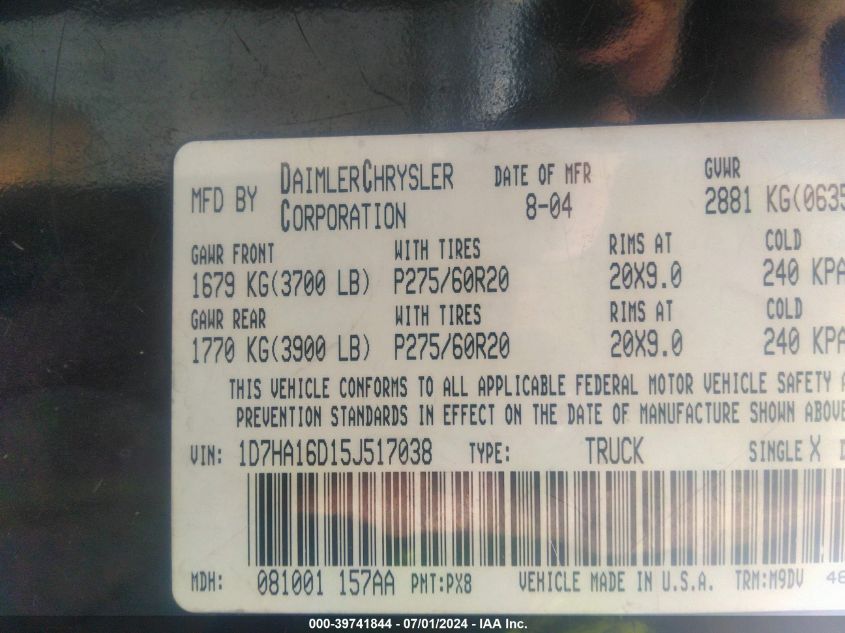 MFD BY DAIMLERCHRYSLER CORPORATION DATE OF MFR 8-04 GVWR 2881 KG(0635
GAWR FRONT WITH TIRES RIMS AT COLD
1679 KG(3700 LB) P275/60R20 20X9.0 240 KPA
GAWR REAR WITH TIRES RIMS AT COLD
1770 KG(3900 LB) P275/60R20 20X9.0 240 KPA
THIS VEHICLE CONFORMS TO ALL APPLICABLE FEDERAL MOTOR VEHICLE SAFETY A
PREVENTION STANDARDS IN EFFECT ON THE DATE OF MANUFACTURE SHOWN ABOVE
VIN: 1D7HA16D15J517038 TYPE: TRUCK SINGLE X D
MDH: 081001 157AA PNT:PX8 VEHICLE MADE IN U.S.A. TRM:M9DV 46
000-39741844 / 07/01/2024 - IAA Inc.